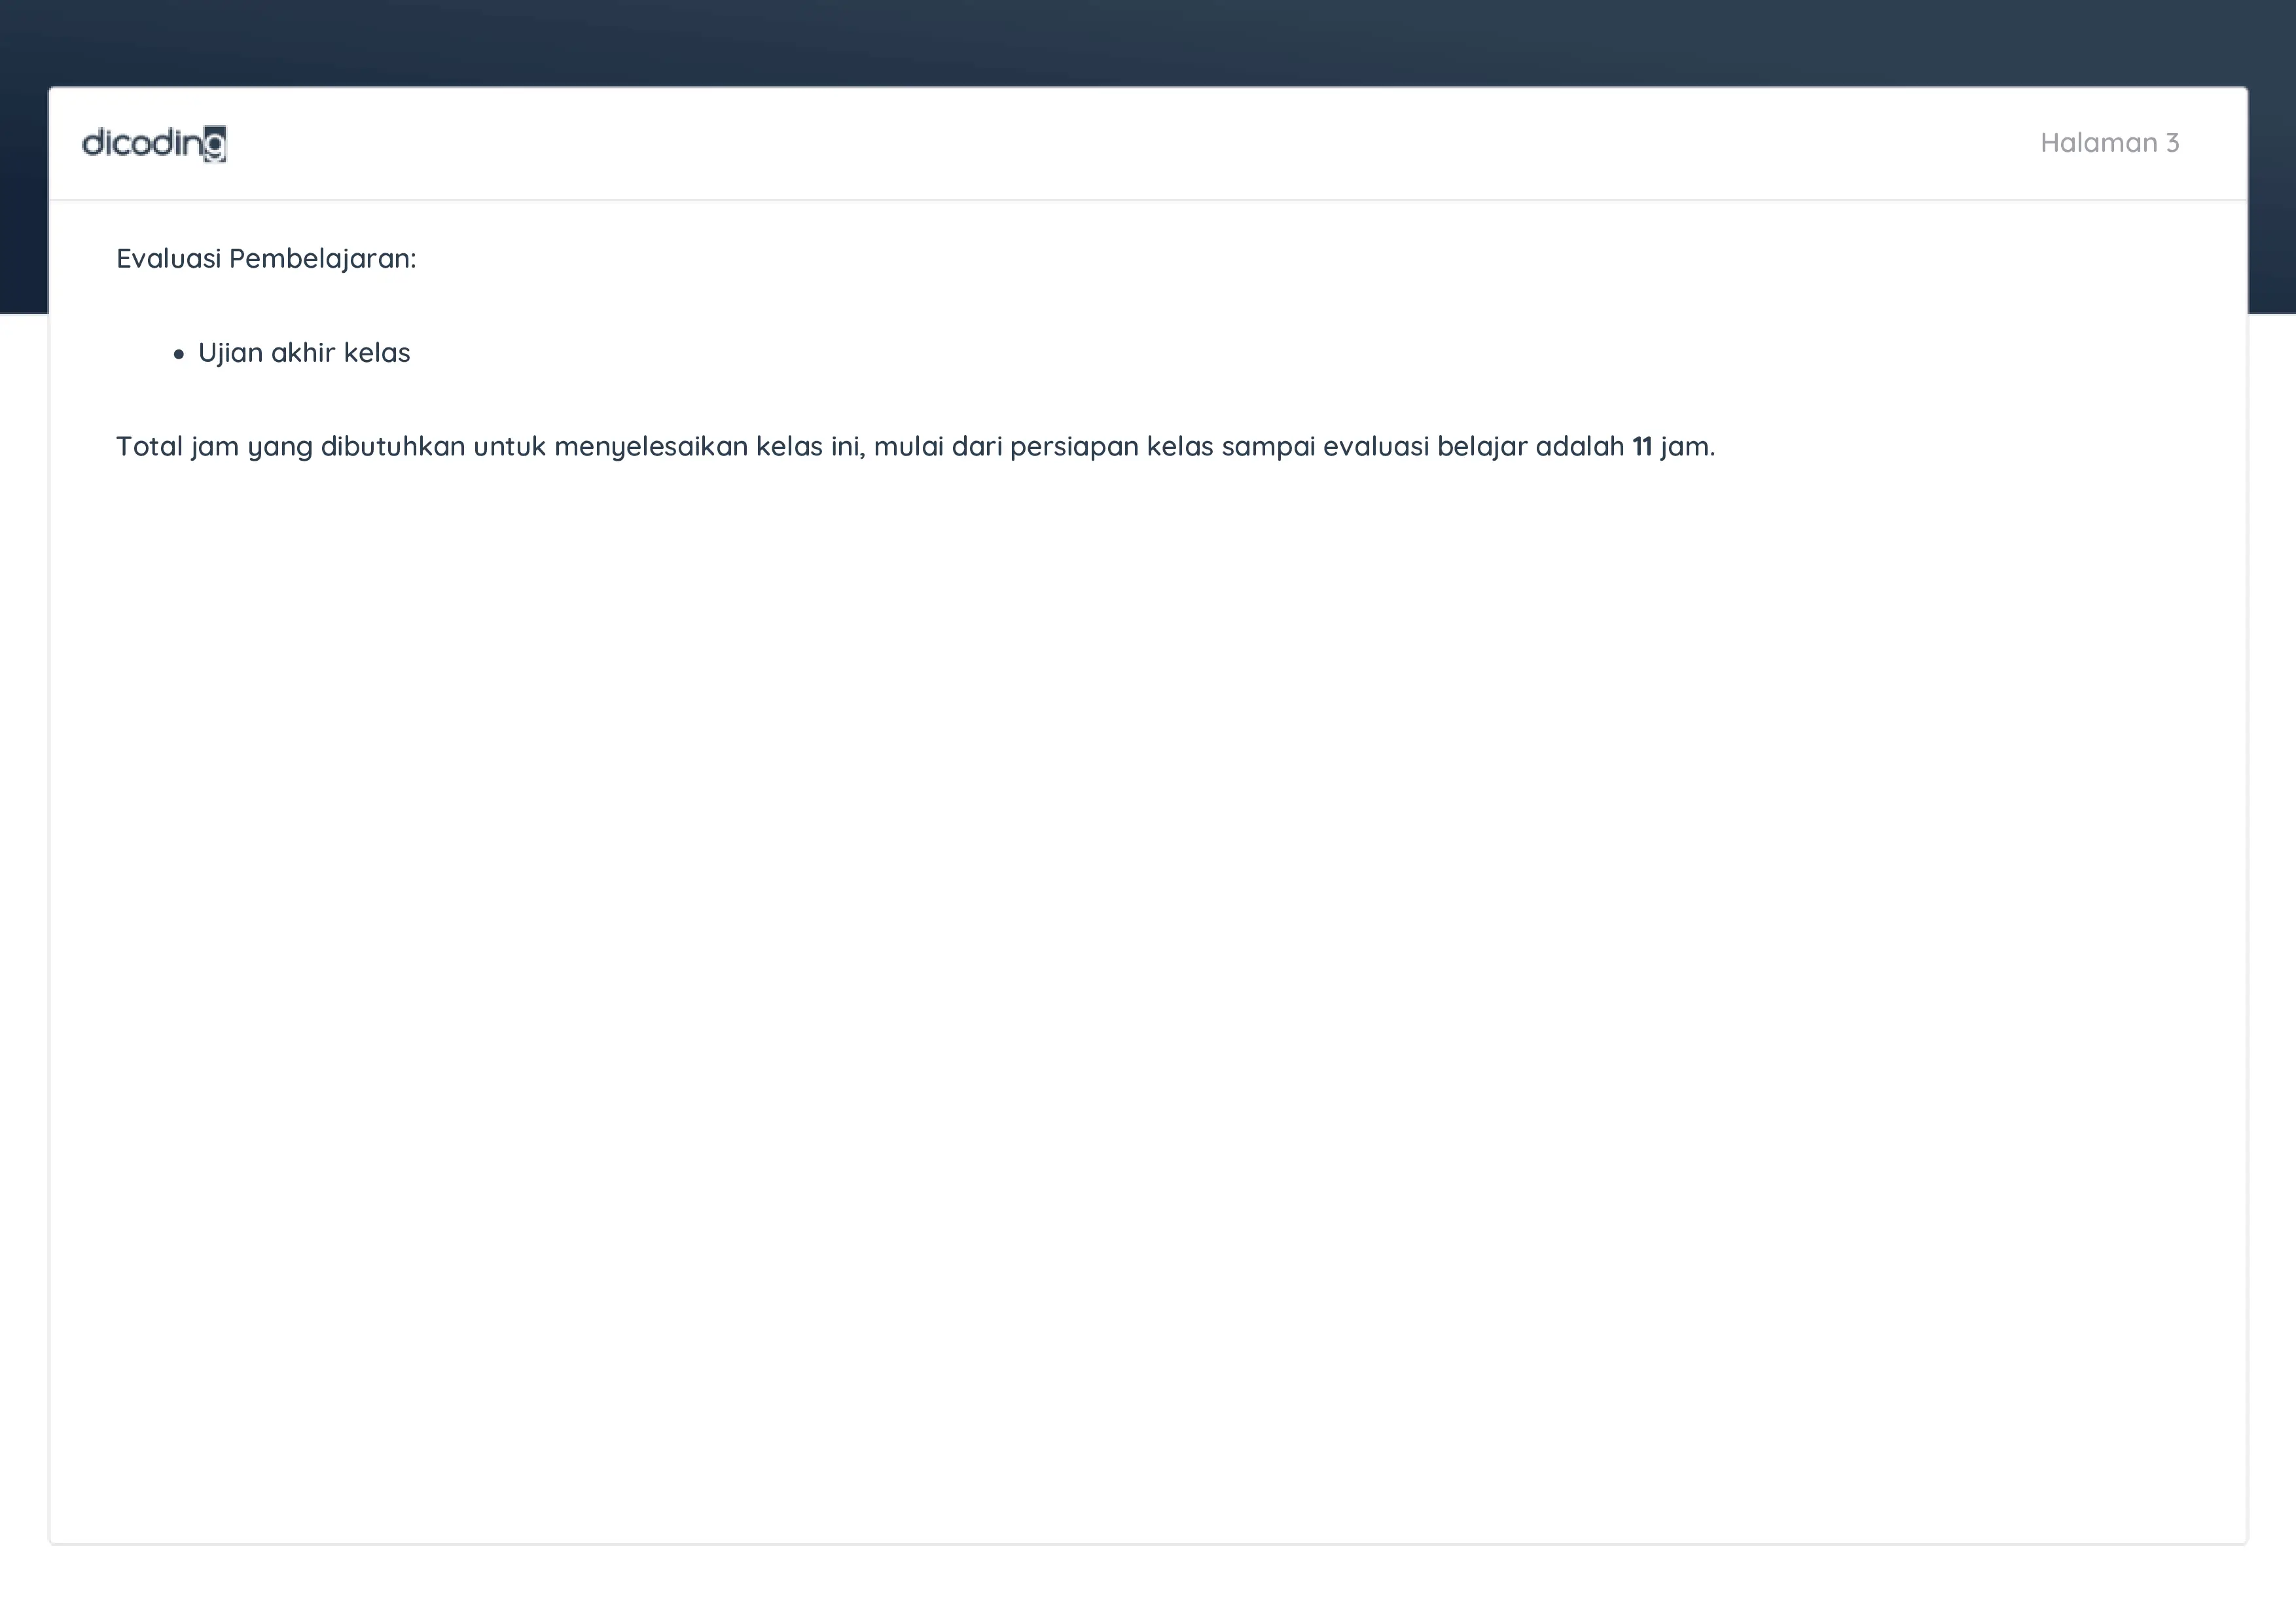 dicoding
Halaman 3
Evaluasi Pembelajaran:
• Ujian akhir kelas
Total jam yang dibutuhkan untuk menyelesaikan kelas ini, mulai dari persiapan kelas sampai evaluasi belajar adalah 11 jam.